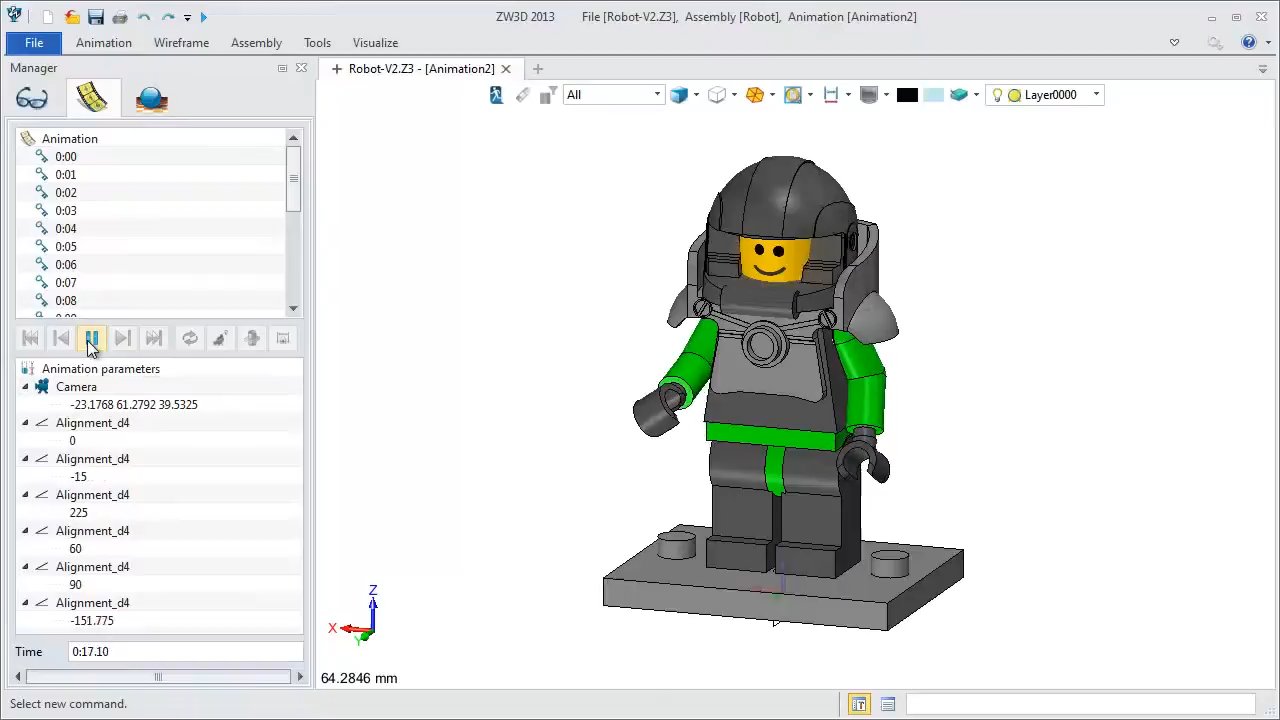 ZW3D 2013 File [Robot-V2.Z3], Assembly [Robot], Animation [Animation2]
File Animation Wireframe Assembly Tools Visualize
Manager
Robot-V2.Z3 - [Animation2]
All
Layer0000
Animation
0:00
0:01
0:02
0:03
0:04
0:05
0:06
0:07
0:08
Animation parameters
Camera
-23.1768 61.2792 39.5325
Alignment_d4
0
Alignment_d4
-15
Alignment_d4
225
Alignment_d4
60
Alignment_d4
90
Alignment_d4
-151.775
Time 0:17.10
Z
X
Y
64.2846 mm
Select new command.